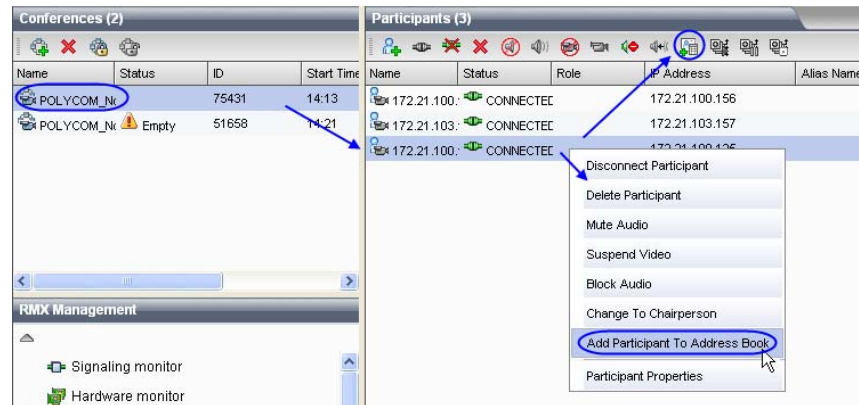 Conferences (2)
Name Status ID Start Time
POLYCOM_N 75431 14:13
POLYCOM_N Empty 51658 14:21
RMX Management
Signaling monitor
Hardware monitor
Participants (3)
Name Status Role IP Address Alias Name
172.21.100. CONNECTED 172.21.100.156
172.21.103. CONNECTED 172.21.103.157
172.21.100. CONNECTED
Disconnect Participant
Delete Participant
Mute Audio
Suspend Video
Block Audio
Change To Chairperson
Add Participant To Address Book
Participant Properties